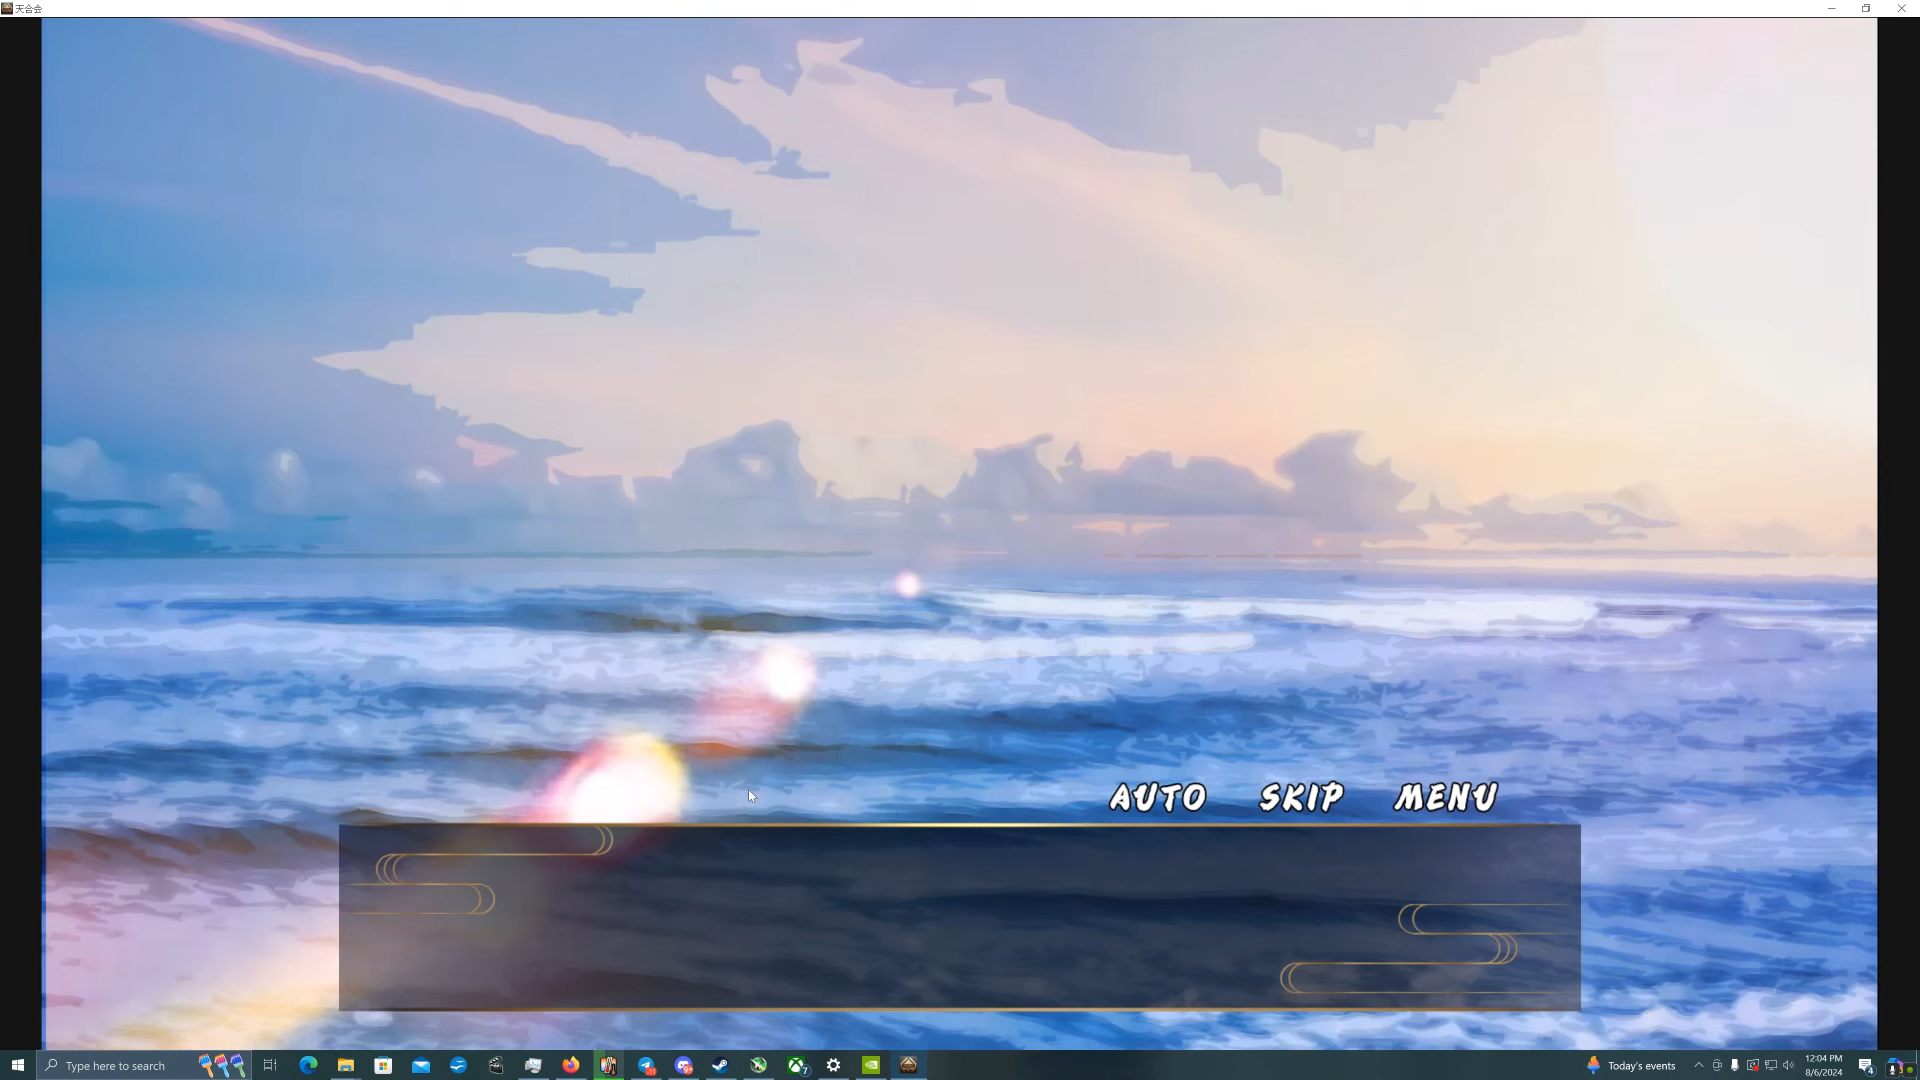 天合会
AUTO SKIP MENU
Type here to search
Today's events
12:04 PM
8/6/2024